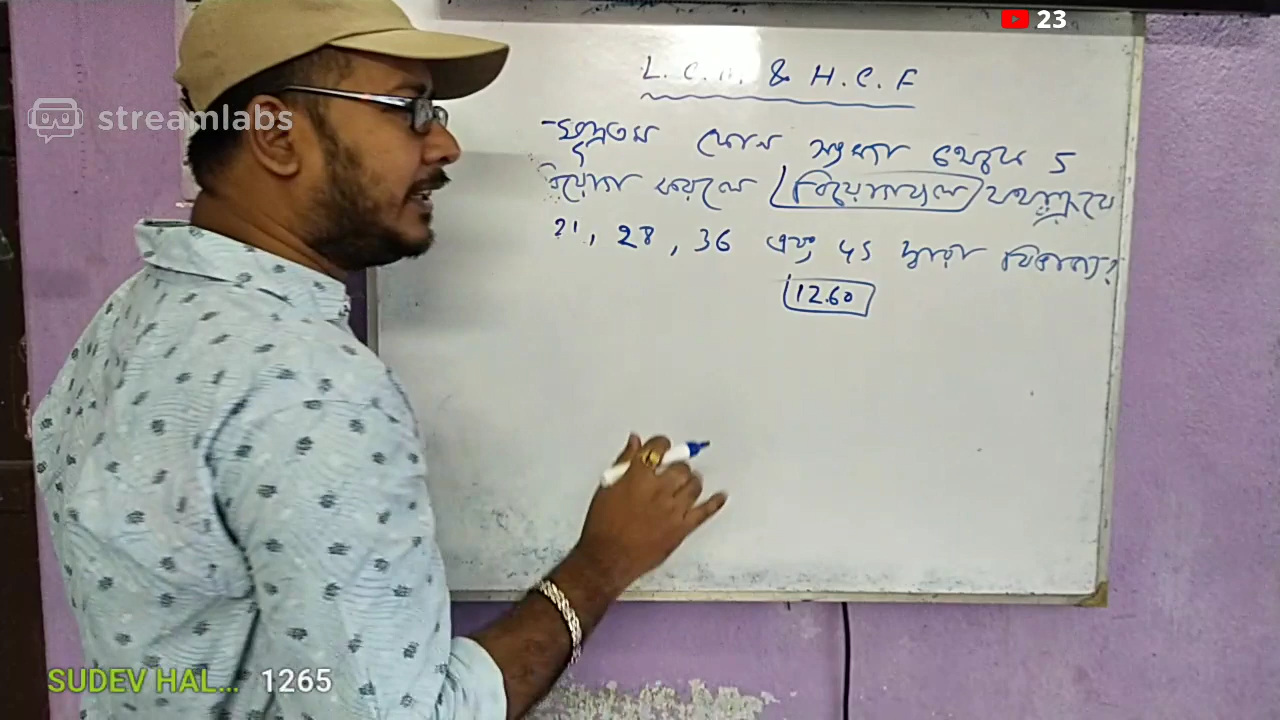 23
streamlabs
L.C.M. & H.C.F
ক্ষুদ্রতম কোন সংখ্যা থেকে 5
বিয়োগ করলে বিয়োগফল যথাক্রমে
21, 28, 36 এবং 45 দ্বারা বিভাজ্য?
1260
SUDEV HAL... 1265